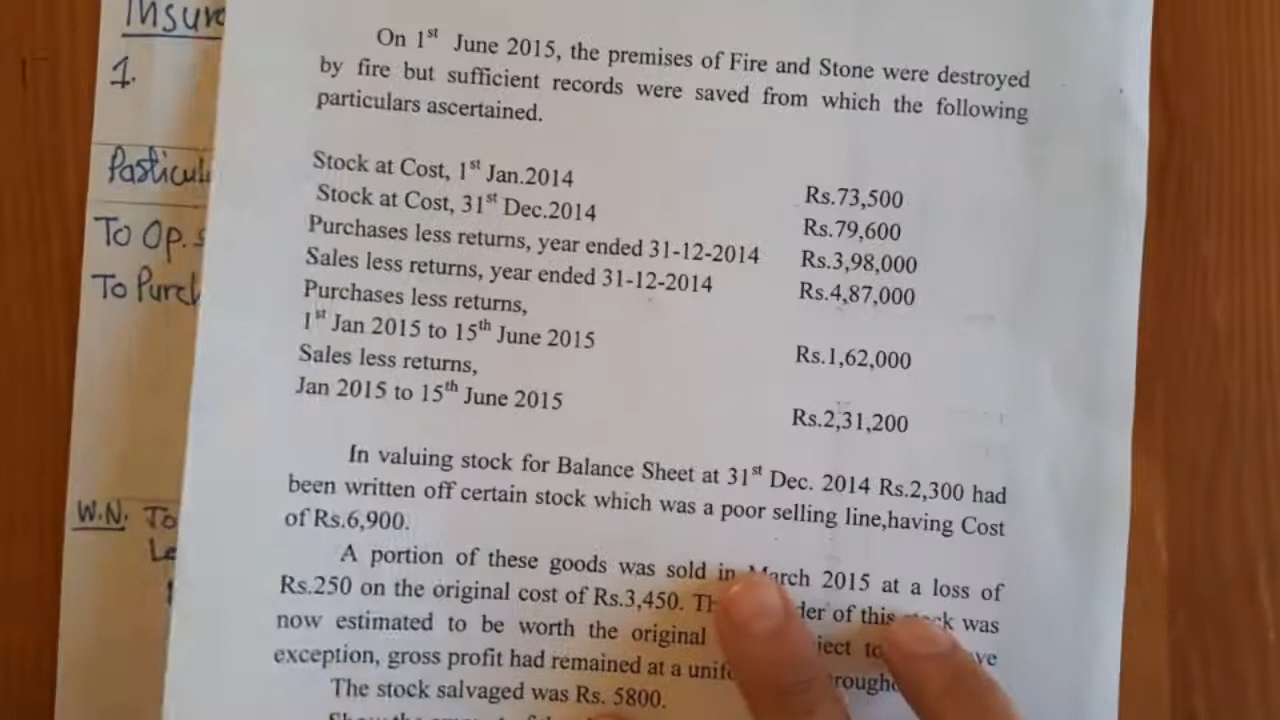 Insur
1.
Particul
To Op. s
To Purch
W.N. To
Le
On 1st June 2015, the premises of Fire and Stone were destroyed
by fire but sufficient records were saved from which the following
particulars ascertained.
Stock at Cost, 1st Jan.2014 Rs.73,500
Stock at Cost, 31st Dec.2014 Rs.79,600
Purchases less returns, year ended 31-12-2014 Rs.3,98,000
Sales less returns, year ended 31-12-2014 Rs.4,87,000
Purchases less returns,
1st Jan 2015 to 15th June 2015 Rs.1,62,000
Sales less returns,
Jan 2015 to 15th June 2015 Rs.2,31,200
In valuing stock for Balance Sheet at 31st Dec. 2014 Rs.2,300 had
been written off certain stock which was a poor selling line,having Cost
of Rs.6,900.
A portion of these goods was sold in March 2015 at a loss of
Rs.250 on the original cost of Rs.3,450. of this was
now estimated to be worth the original
exception, gross profit had remained at a
The stock salvaged was Rs. 5800.